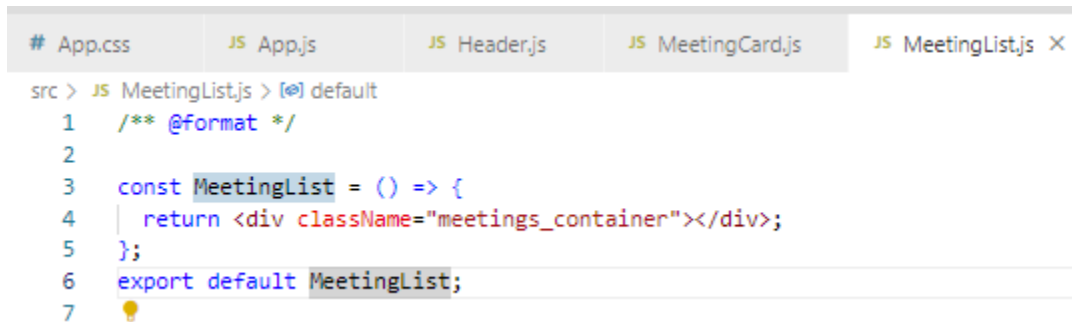 # App.css JS App.js JS Header.js JS MeetingCard.js JS MeetingList.js ×
src > JS MeetingList.js > [ø] default
1 /** @format */
2
3 const MeetingList = () => {
4 return <div className="meetings_container"></div>;
5 };
6 export default MeetingList;
7